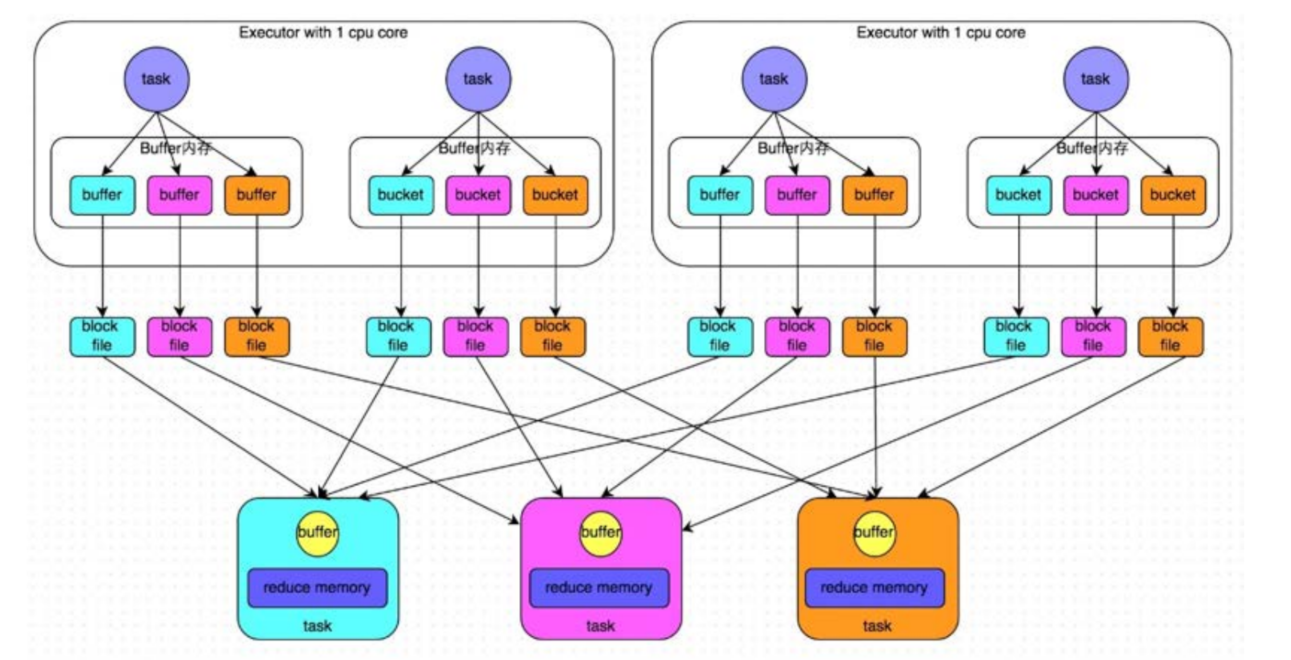 Executor with 1 cpu core
Executor with 1 cpu core
task
task
task
task
Buffer内存
Buffer内存
Buffer内存
Buffer内存
buffer
buffer
buffer
bucket
bucket
bucket
buffer
buffer
buffer
bucket
bucket
bucket
block
file
block
file
block
file
block
file
block
file
block
file
block
file
block
file
block
file
block
file
block
file
block
file
buffer
reduce memory
task
buffer
reduce memory
task
buffer
reduce memory
task